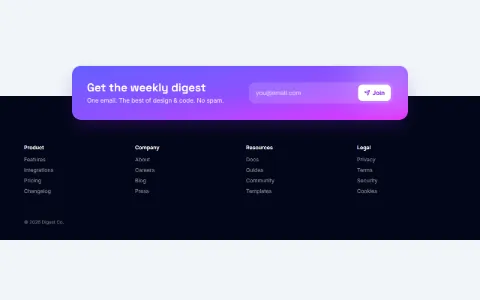 Get the weekly digest
One email. The best of design & code. No spam.
you@email.com
Join
Product
Features
Integrations
Pricing
Changelog
Company
About
Careers
Blog
Press
Resources
Docs
Guides
Community
Templates
Legal
Privacy
Terms
Security
Cookies
© 2026 Digest Co.